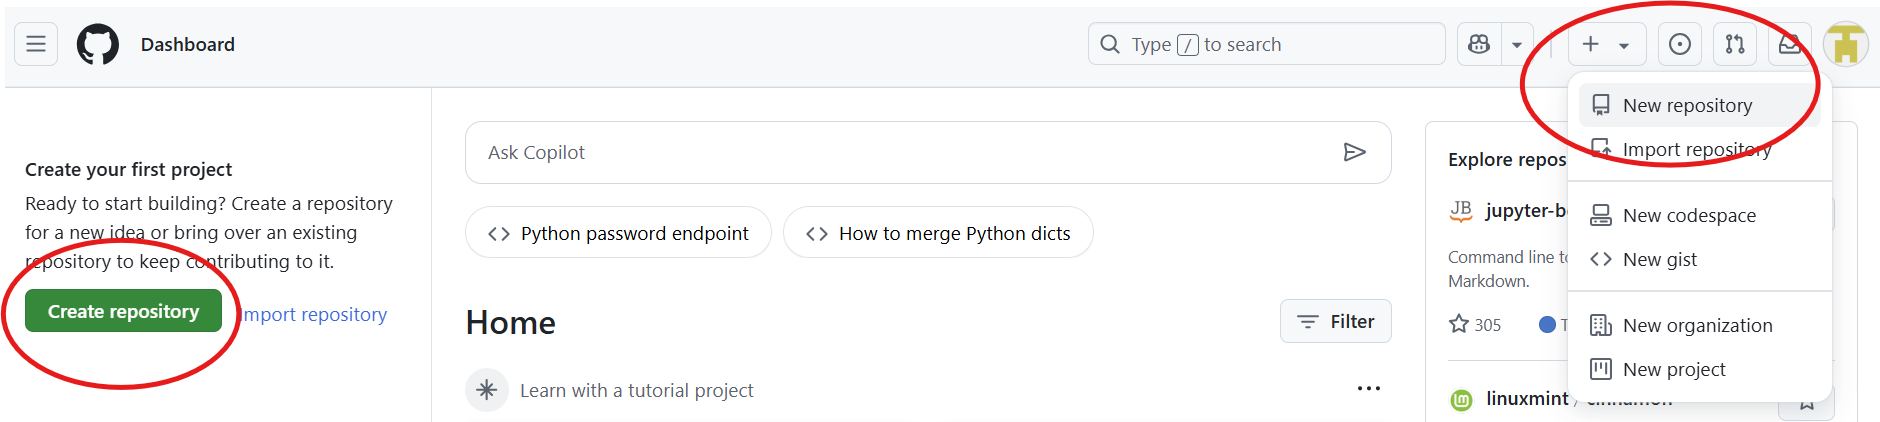 Dashboard
Type / to search
Create your first project
Ready to start building? Create a repository
for a new idea or bring over an existing
repository to keep contributing to it.
Create repository
Import repository
Ask Copilot
Python password endpoint
How to merge Python dicts
Home
Filter
Learn with a tutorial project
New repository
Import repository
New codespace
New gist
New organization
New project
Explore repos
JB jupyter-b
Command line to
Markdown.
305 T
linuxmint / cinnamon